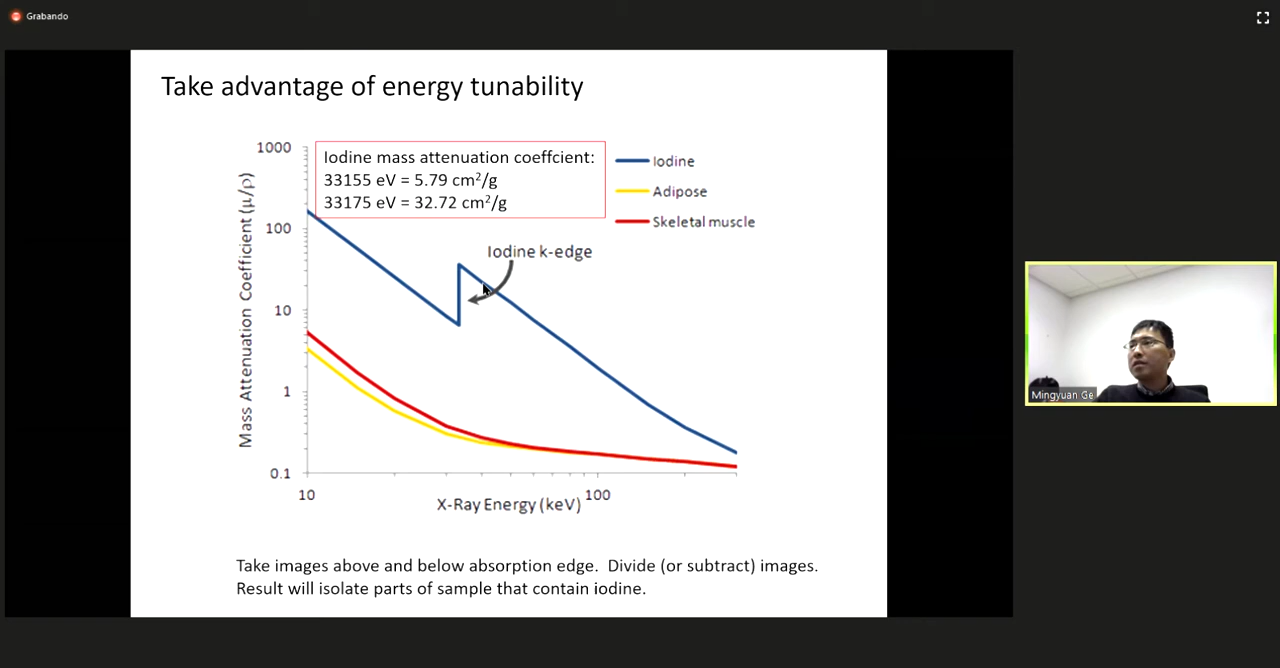 Grabando
Take advantage of energy tunability
Iodine mass attenuation coeffcient:
33155 eV = 5.79 cm²/g
33175 eV = 32.72 cm²/g
Iodine
Adipose
Skeletal muscle
Iodine k-edge
Mass Attenuation Coefficient (μ/ρ)
1000
100
10
1
0.1
10
100
X-Ray Energy (keV)
Take images above and below absorption edge.  Divide (or subtract) images.
Result will isolate parts of sample that contain iodine.
Mingyuan Ge